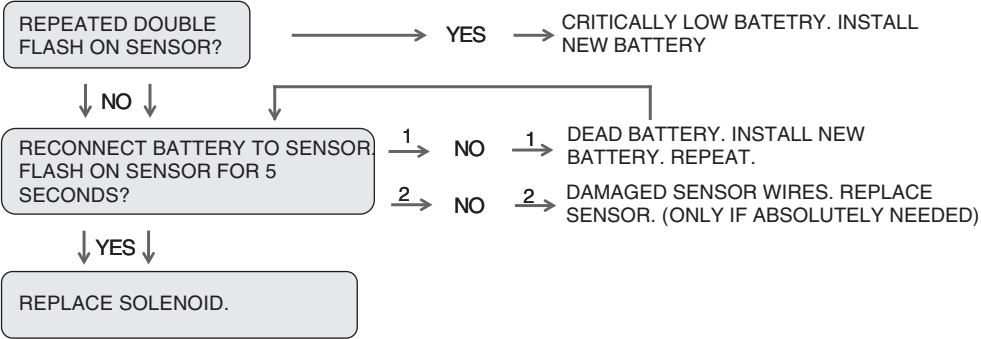 REPEATED DOUBLE
FLASH ON SENSOR?
YES
CRITICALLY LOW BATETRY. INSTALL
NEW BATTERY
NO
RECONNECT BATTERY TO SENSOR.
FLASH ON SENSOR FOR 5
SECONDS?
1
NO
1
DEAD BATTERY. INSTALL NEW
BATTERY. REPEAT.
2
NO
2
DAMAGED SENSOR WIRES. REPLACE
SENSOR. (ONLY IF ABSOLUTELY NEEDED)
YES
REPLACE SOLENOID.